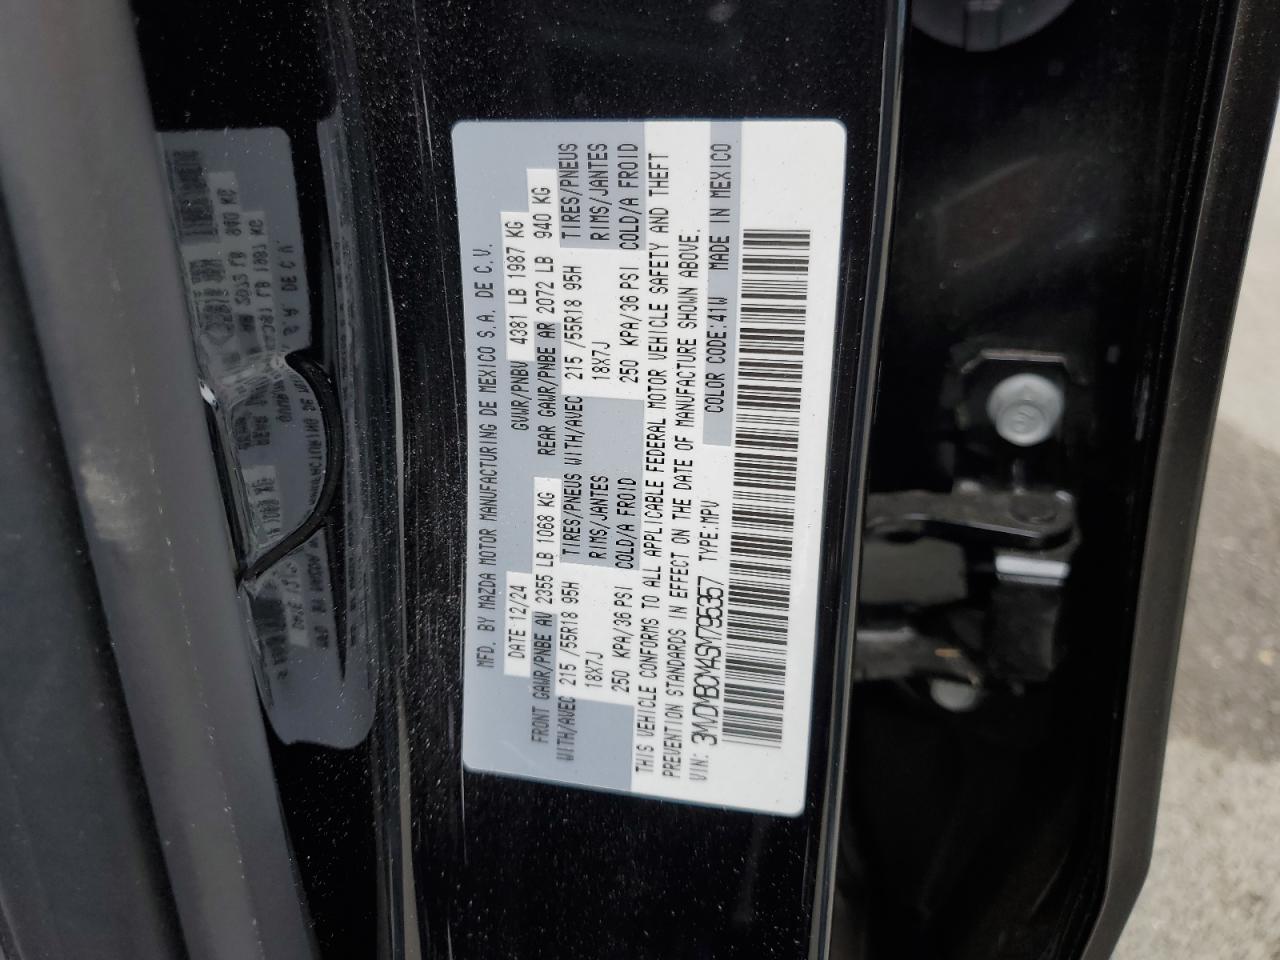 MFD. BY MAZDA MOTOR MANUFACTURING DE MEXICO S.A. DE C.V.
DATE 12/24 GVWR/PNBV 4381 LB 1987 KG
FRONT GAWR/PNBE AV 2355 LB 1068 KG REAR GAWR/PNBE AR 2072 LB 940 KG
WITH/AVEC 215 /55R18 95H TIRES/PNEUS WITH/AVEC 215 /55R18 95H TIRES/PNEUS
18X7J RIMS/JANTES 18X7J RIMS/JANTES
250 KPA/36 PSI COLD/A FROID 250 KPA/36 PSI COLD/A FROID
THIS VEHICLE CONFORMS TO ALL APPLICABLE FEDERAL MOTOR VEHICLE SAFETY AND THEFT
PREVENTION STANDARDS IN EFFECT ON THE DATE OF MANUFACTURE SHOWN ABOVE.
VIN: 3MVDMBCM4SM795357 TYPE:MPV COLOR CODE:41W MADE IN MEXICO